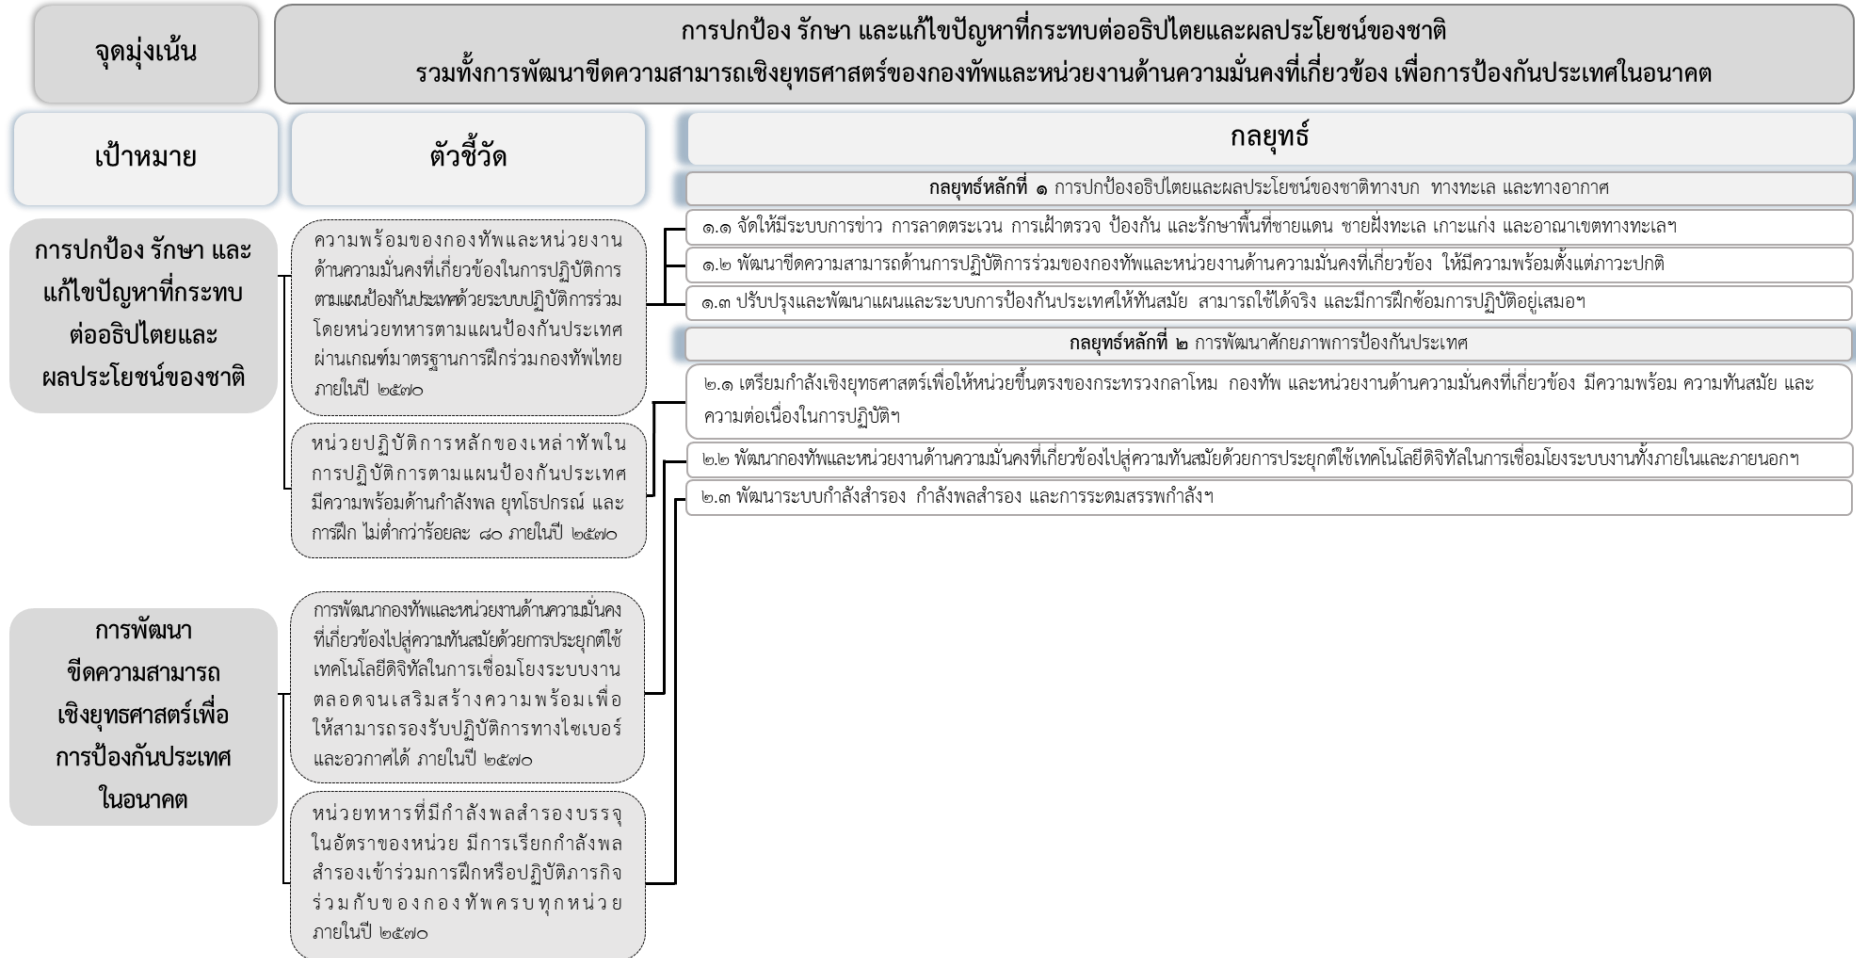 จุดมุ่งเน้น
การปกป้อง รักษา และแก้ไขปัญหาที่กระทบต่ออธิปไตยและผลประโยชน์ของชาติ
รวมทั้งการพัฒนาขีดความสามารถเชิงยุทธศาสตร์ของกองทัพและหน่วยงานด้านความมั่นคงที่เกี่ยวข้อง เพื่อการป้องกันประเทศในอนาคต
เป้าหมาย
ตัวชี้วัด
กลยุทธ์
การปกป้อง รักษา และ
แก้ไขปัญหาที่กระทบ
ต่ออธิปไตยและ
ผลประโยชน์ของชาติ
ความพร้อมของกองทัพและหน่วยงาน
ด้านความมั่นคงที่เกี่ยวข้องในการปฏิบัติการ
ตามแผนป้องกันประเทศด้วยระบบปฏิบัติการร่วม
โดยหน่วยทหารตามแผนป้องกันประเทศ
ผ่านเกณฑ์มาตรฐานการฝึกร่วมกองทัพไทย
ภายในปี ๒๕๗๐
หน่วยปฏิบัติการหลักของเหล่าทัพใน
การปฏิบัติการตามแผนป้องกันประเทศ
มีความพร้อมด้านกำลังพล ยุทโธปกรณ์ และ
การฝึก ไม่ต่ำกว่าร้อยละ ๘๐ ภายในปี ๒๕๗๐
กลยุทธ์หลักที่ ๑ การปกป้องอธิปไตยและผลประโยชน์ของชาติทางบก ทางทะเล และทางอากาศ
๑.๑ จัดให้มีระบบการข่าว การลาดตระเวน การเฝ้าตรวจ ป้องกัน และรักษาพื้นที่ชายแดน ชายฝั่งทะเล เกาะแก่ง และอาณาเขตทางทะเลฯ
๑.๒ พัฒนาขีดความสามารถด้านการปฏิบัติการร่วมของกองทัพและหน่วยงานด้านความมั่นคงที่เกี่ยวข้อง ให้มีความพร้อมตั้งแต่ภาวะปกติ
๑.๓ ปรับปรุงและพัฒนาแผนและระบบการป้องกันประเทศให้ทันสมัย สามารถใช้ได้จริง และมีการฝึกซ้อมการปฏิบัติอยู่เสมอฯ
กลยุทธ์หลักที่ ๒ การพัฒนาศักยภาพการป้องกันประเทศ
๒.๑ เตรียมกำลังเชิงยุทธศาสตร์เพื่อให้หน่วยขึ้นตรงของกระทรวงกลาโหม กองทัพ และหน่วยงานด้านความมั่นคงที่เกี่ยวข้อง มีความพร้อม ความทันสมัย และ
ความต่อเนื่องในการปฏิบัติฯ
๒.๒ พัฒนากองทัพและหน่วยงานด้านความมั่นคงที่เกี่ยวข้องไปสู่ความทันสมัยด้วยการประยุกต์ใช้เทคโนโลยีดิจิทัลในการเชื่อมโยงระบบงานทั้งภายในและภายนอกฯ
๒.๓ พัฒนาระบบกำลังสำรอง กำลังพลสำรอง และการระดมสรรพกำลังฯ
การพัฒนา
ขีดความสามารถ
เชิงยุทธศาสตร์เพื่อ
การป้องกันประเทศ
ในอนาคต
การพัฒนากองทัพและหน่วยงานด้านความมั่นคง
ที่เกี่ยวข้องไปสู่ความทันสมัยด้วยการประยุกต์ใช้
เทคโนโลยีดิจิทัลในการเชื่อมโยงระบบงาน
ตลอดจนเสริมสร้างความพร้อมเพื่อ
ให้สามารถรองรับปฏิบัติการทางไซเบอร์
และอวกาศได้ ภายในปี ๒๕๗๐
หน่วยทหารที่มีกำลังพลสำรองบรรจุ
ในอัตราของหน่วย มีการเรียกกำลังพล
สำรองเข้าร่วมการฝึกหรือปฏิบัติภารกิจ
ร่วมกับของกองทัพครบทุกหน่วย
ภายในปี ๒๕๗๐